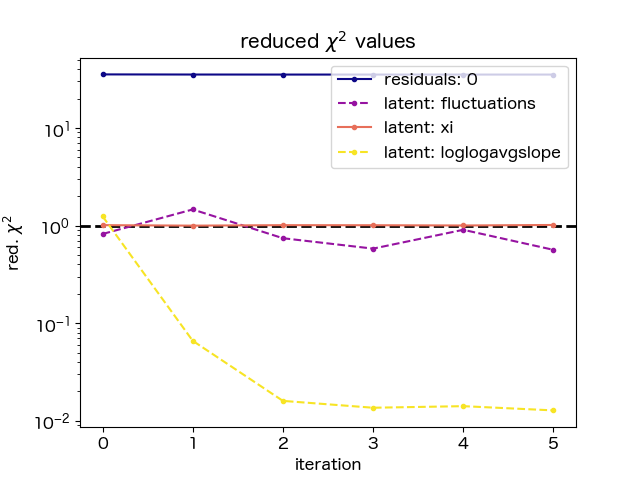 reduced χ² values
residuals: 0
latent: fluctuations
latent: xi
latent: loglogavgslope
10¹
10⁰
10⁻¹
10⁻²
red. χ²
0 1 2 3 4 5
iteration